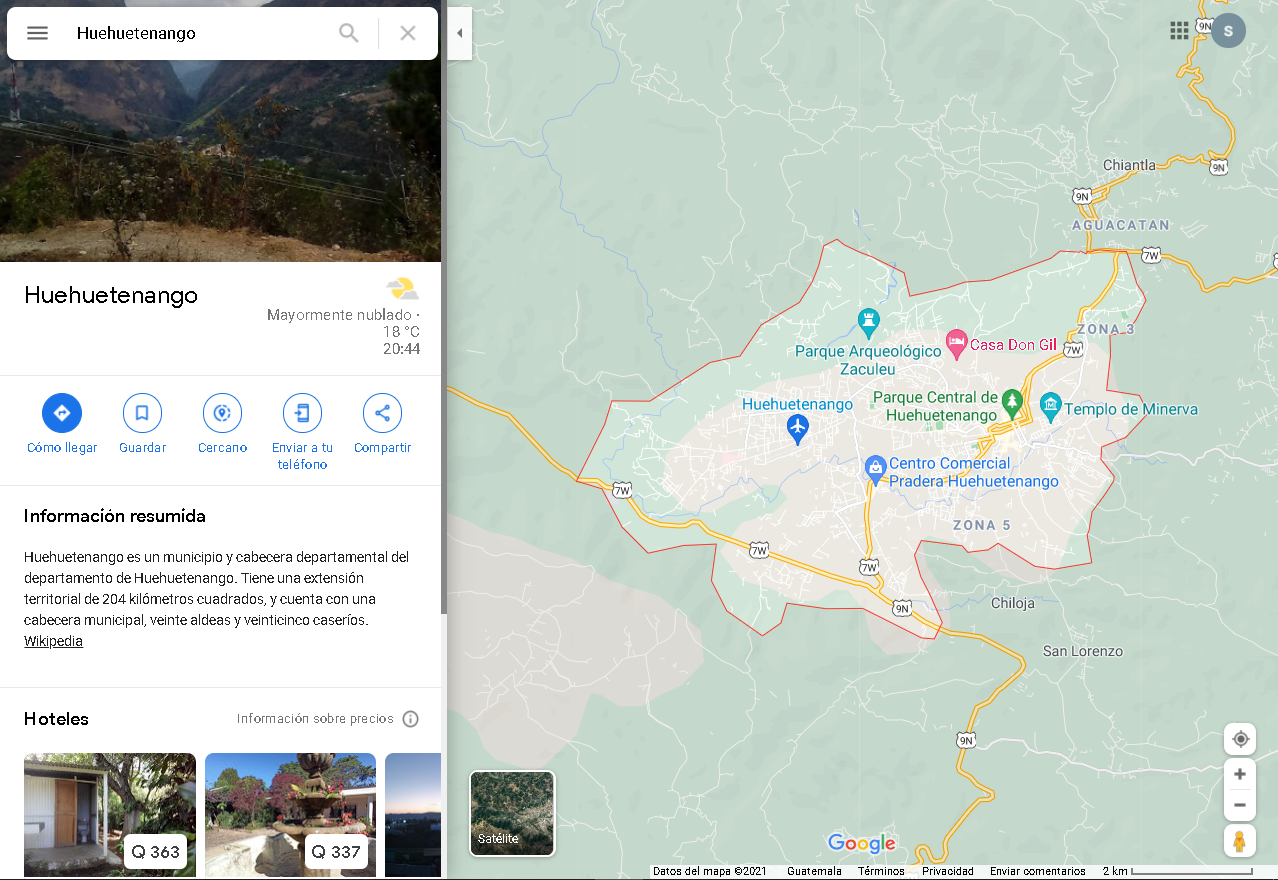 Huehuetenango
Huehuetenango
Mayormente nublado ·
18 °C
20:44
Cómo llegar
Guardar
Cercano
Enviar a tu
teléfono
Compartir
Información resumida
Huehuetenango es un municipio y cabecera departamental del
departamento de Huehuetenango. Tiene una extensión
territorial de 204 kilómetros cuadrados, y cuenta con una
cabecera municipal, veinte aldeas y veinticinco caseríos.
Wikipedia
Hoteles
Información sobre precios
Q 363
Q 337
9N
S
Chiantla
9N
9N
AGUACATAN
7W
ZONA 3
7W
Parque Arqueológico
Zaculeu
Casa Don Gil
Huehuetenango
Parque Central de
Huehuetenango
Templo de Minerva
Centro Comercial
Pradera Huehuetenango
7W
ZONA 5
7W
7W
9N
Chiloja
San Lorenzo
9N
Satélite
Google
Datos del mapa ©2021
Guatemala
Términos
Privacidad
Enviar comentarios
2 km